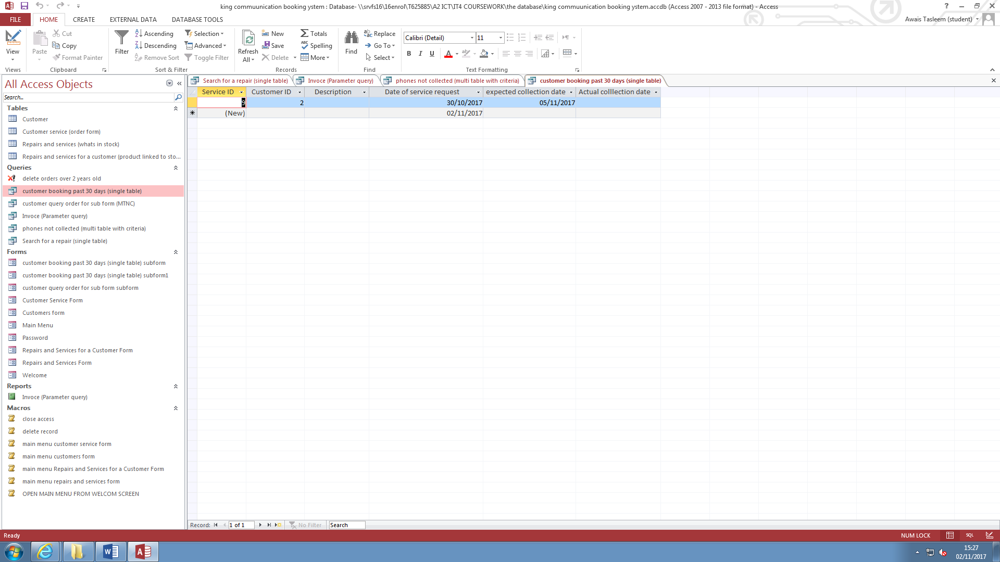 king commuunication booking ystem : Database- \\srvfs16\16enrol\T625885\A2 ICT\IT4 COURSEWORK\the database\king commuunication booking ystem.accdb (Access 2007 - 2013 file format) - Access
FILE HOME CREATE EXTERNAL DATA DATABASE TOOLS Awais Tasleem (student)
View
Views
Paste
Cut
Copy
Format Painter
Clipboard
Filter
Ascending
Descending
Remove Sort
Selection
Advanced
Toggle Filter
Sort & Filter
Refresh All
New
Save
Delete
Totals
Spelling
More
Records
Find
Replace
Go To
Select
Find
Calibri (Detail) 11
B I U A
Text Formatting
All Access Objects
Search...
Tables
Customer
Customer service (order form)
Repairs and services (whats in stock)
Repairs and services for a customer (product linked to sto...
Queries
delete orders over 2 years old
customer booking past 30 days (single table)
customer query order for sub form (MTNC)
Invoce (Parameter query)
phones not collected (multi table with criteria)
Search for a repair (single table)
Forms
customer booking past 30 days (single table) subform
customer booking past 30 days (single table) subform1
customer query order for sub form subform
Customer Service Form
Customers form
Main Menu
Password
Repairs and Services for a Customer Form
Repairs and Services Form
Welcome
Reports
Invoce (Parameter query)
Macros
close access
delete record
main menu customer service form
main menu customers form
main menu Repairs and Services for a Customer Form
main menu repairs and services form
OPEN MAIN MENU FROM WELCOM SCREEN
Search for a repair (single table) Invoce (Parameter query) phones not collected (multi table with criteria) customer booking past 30 days (single table)
Service ID Customer ID Description Date of service request expected collection date Actual colllection date
9 2 30/10/2017 05/11/2017
(New) 02/11/2017
Record: 1 of 1 No Filter Search
Ready NUM LOCK SQL
15:27
02/11/2017